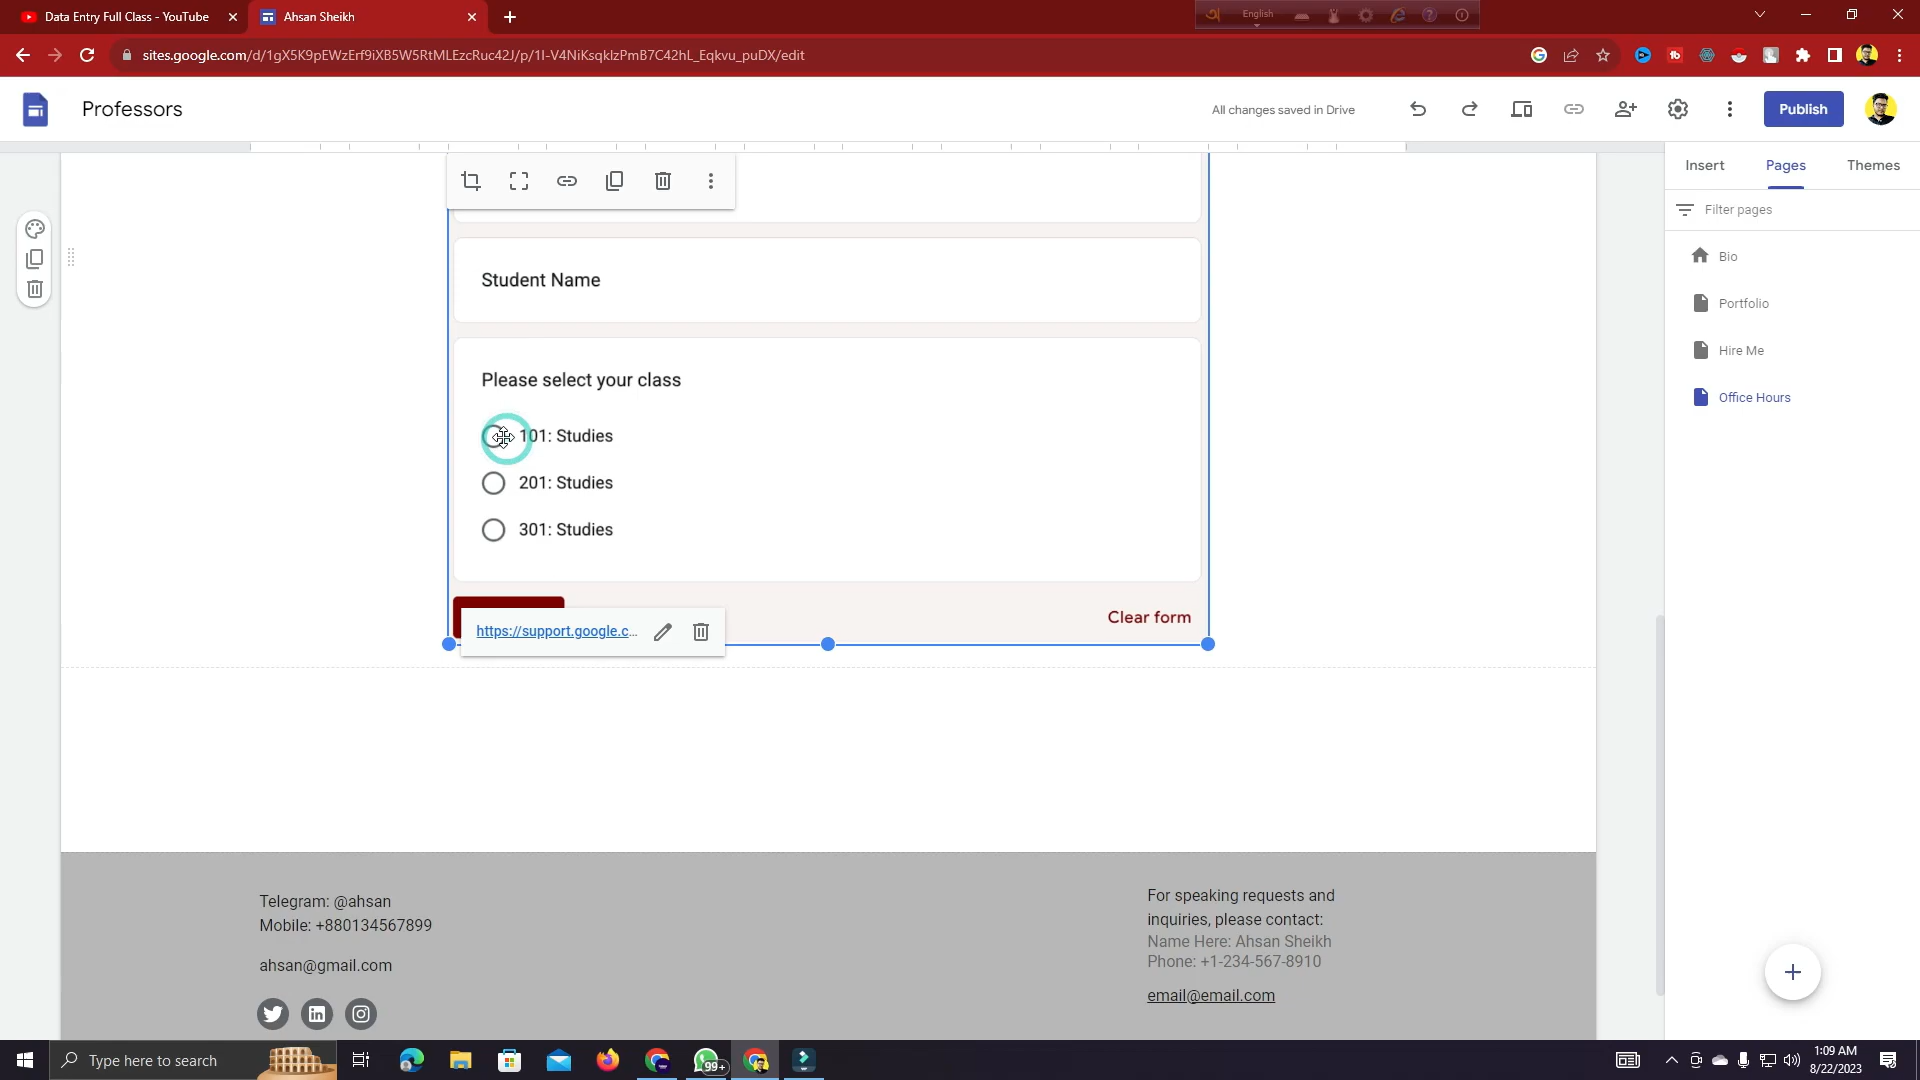 Data Entry Full Class - YouTube
Ahsan Sheikh
English
sites.google.com/d/1gX5K9pEWzErf9iXB5W5RtMLEzcRuc42J/p/1I-V4NiKsqkIzPmB7C42hL_Eqkvu_puDX/edit
Professors
All changes saved in Drive
Publish
Insert
Pages
Themes
Filter pages
Bio
Portfolio
Hire Me
Office Hours
Student Name
Please select your class
101: Studies
201: Studies
301: Studies
Clear form
https://support.google.c...
Telegram: @ahsan
Mobile: +880134567899
ahsan@gmail.com
For speaking requests and
inquiries, please contact:
Name Here: Ahsan Sheikh
Phone: +1-234-567-8910
email@email.com
Type here to search
99+
1:09 AM
8/22/2023